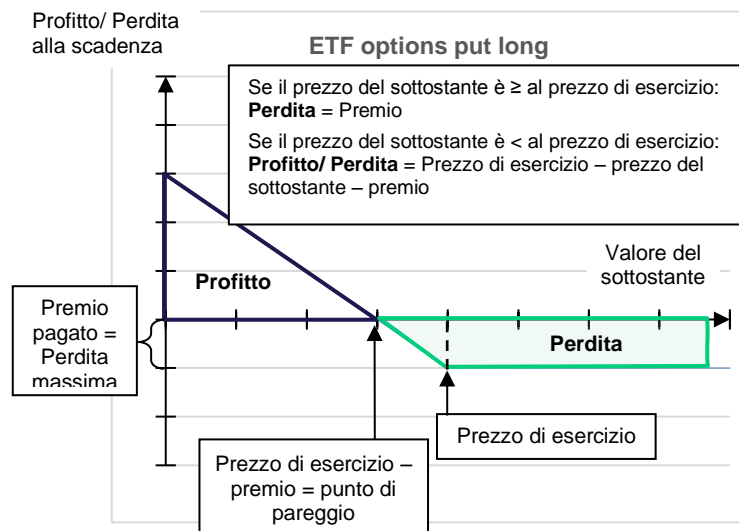 Profitto/ Perdita
alla scadenza
ETF options put long
Se il prezzo del sottostante è ≥ al prezzo di esercizio:
Perdita = Premio
Se il prezzo del sottostante è < al prezzo di esercizio:
Profitto/ Perdita = Prezzo di esercizio – prezzo del
sottostante – premio
Valore del
sottostante
Profitto
Premio
pagato =
Perdita
massima
Perdita
Prezzo di esercizio
Prezzo di esercizio –
premio = punto di
pareggio